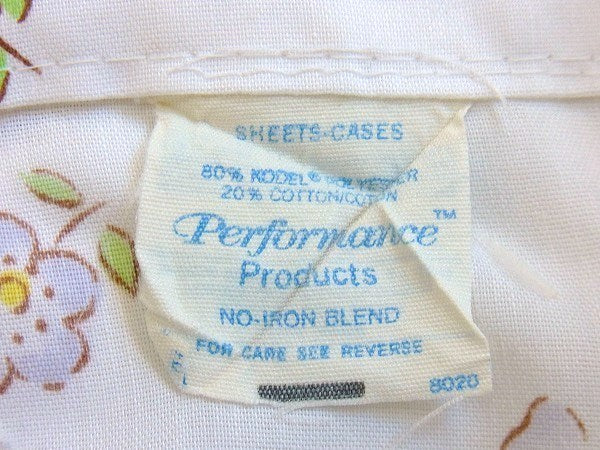 SHEETS-CASES
80% KODEL® POLYESTER
20% COTTON/COTON
Performance™
Products
NO-IRON BLEND
FOR CARE SEE REVERSE
8020